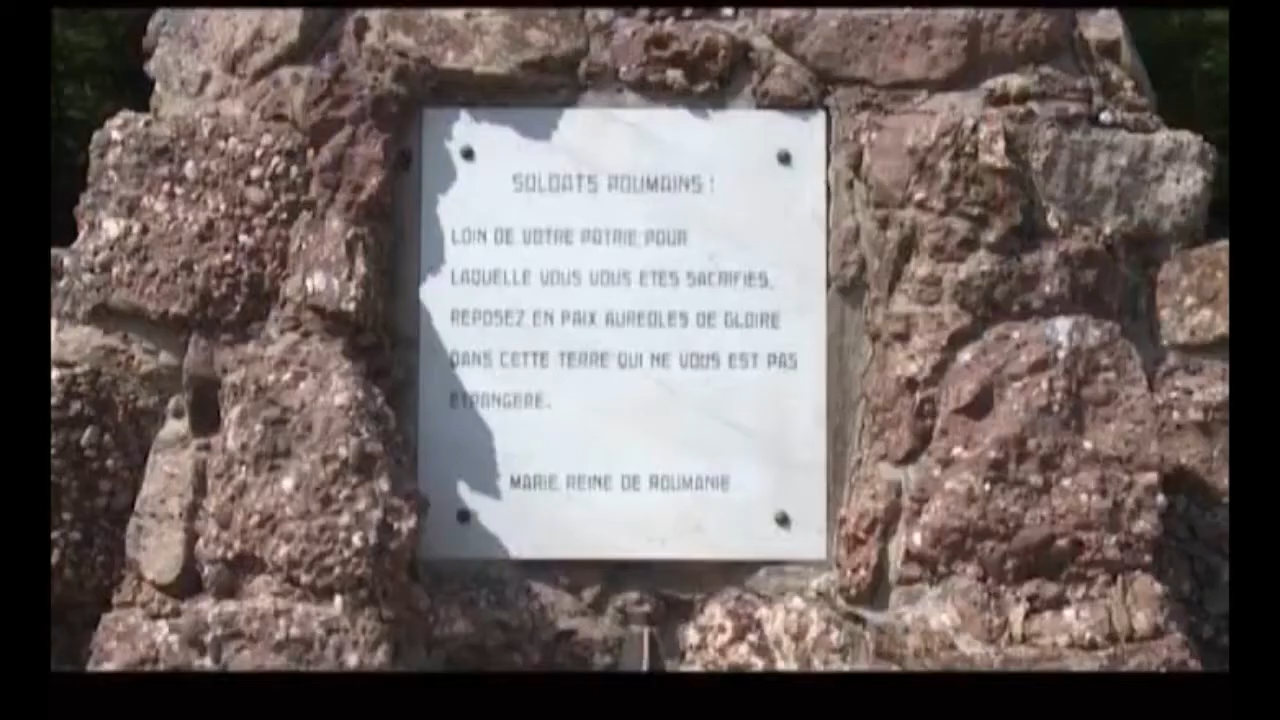 SOLDATS ROUMAINS !
LOIN DE VOTRE PATRIE POUR
LAQUELLE VOUS VOUS ETES SACRIFIES,
REPOSEZ EN PAIX AUREOLES DE GLOIRE
DANS CETTE TERRE QUI NE VOUS EST PAS
ETRANGERE.
MARIE REINE DE ROUMANIE